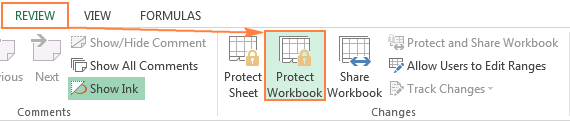 REVIEW VIEW FORMULAS
Show/Hide Comment
Show All Comments
Show Ink
Next
Comments
Protect
Sheet
Protect
Workbook
Share
Workbook
Protect and Share Workbook
Allow Users to Edit Ranges
Track Changes
Changes